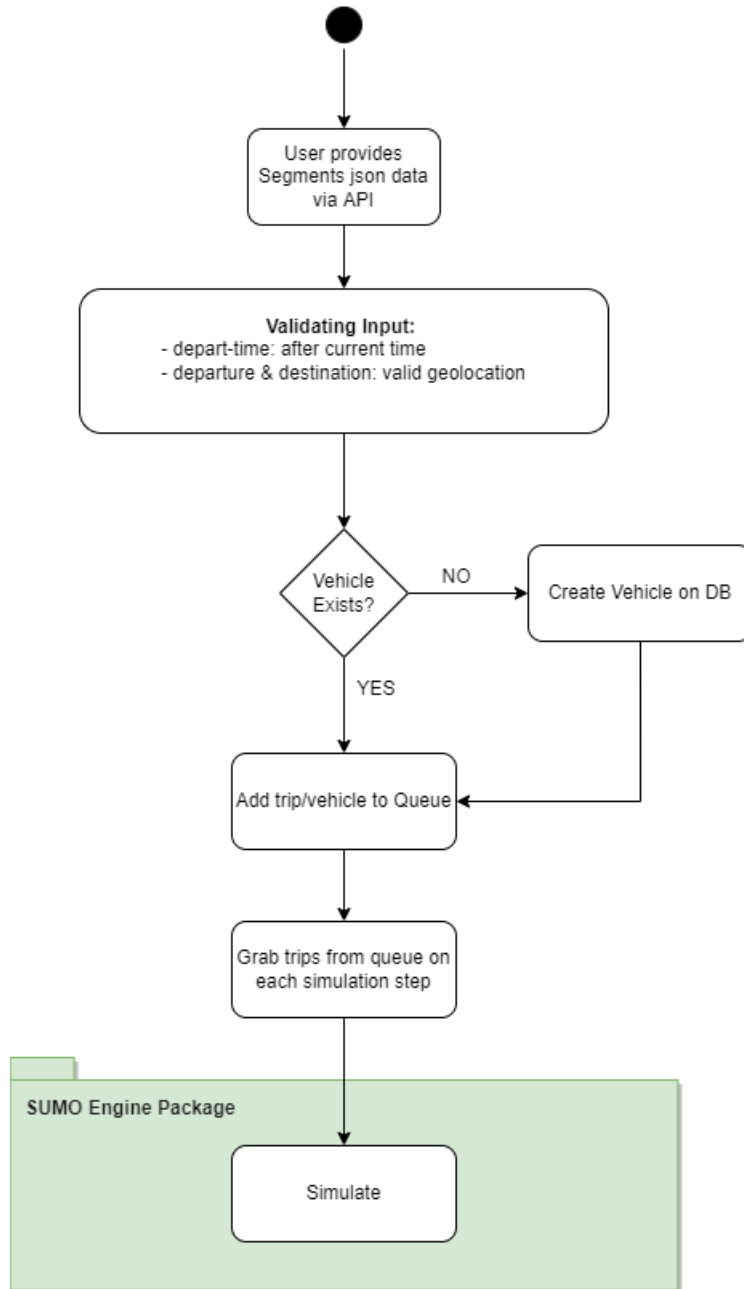 User provides
Segments json data
via API
Validating Input:
- depart-time: after current time
- departure & destination: valid geolocation
Vehicle
Exists?
NO
Create Vehicle on DB
YES
Add trip/vehicle to Queue
Grab trips from queue on
each simulation step
SUMO Engine Package
Simulate